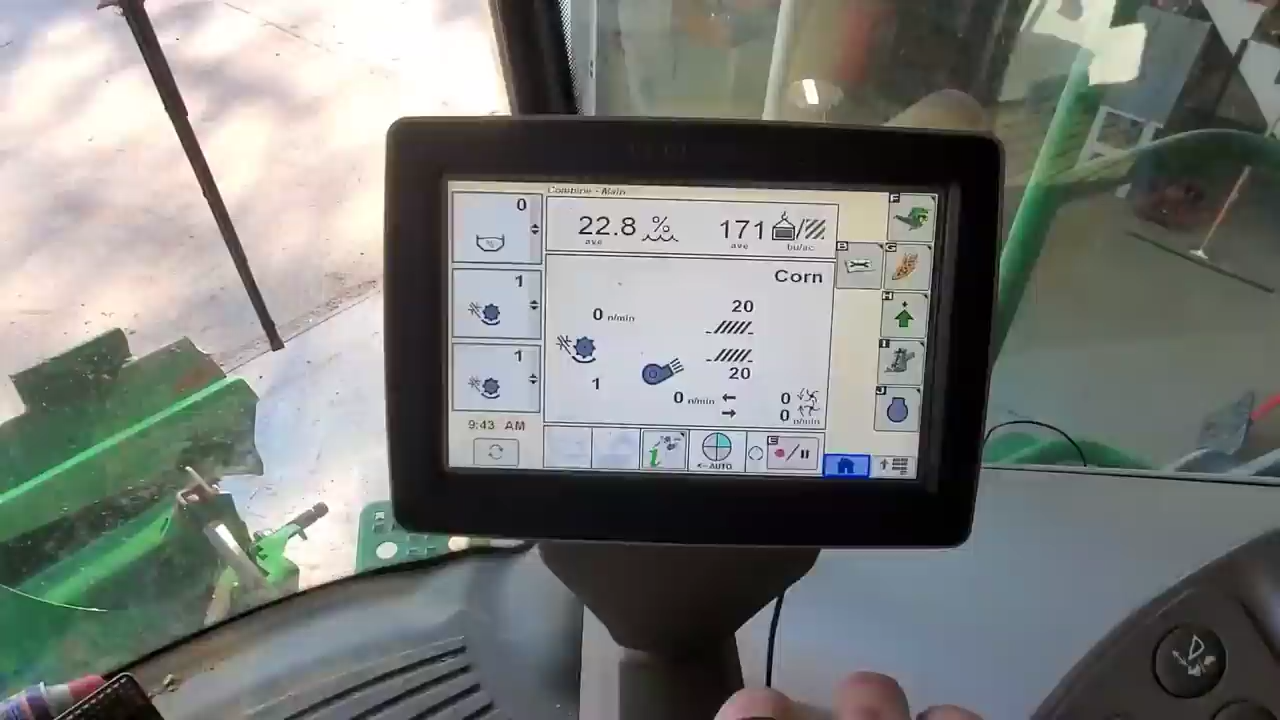 Combine - Main
0
22.8 %
ave
171
ave
bu/ac
F
B
G
1
Corn
0 n/min
20
H
1
20
I
1
0 n/min
0
0
n/min
J
9:43 AM
i
<-AUTO
E
/ II